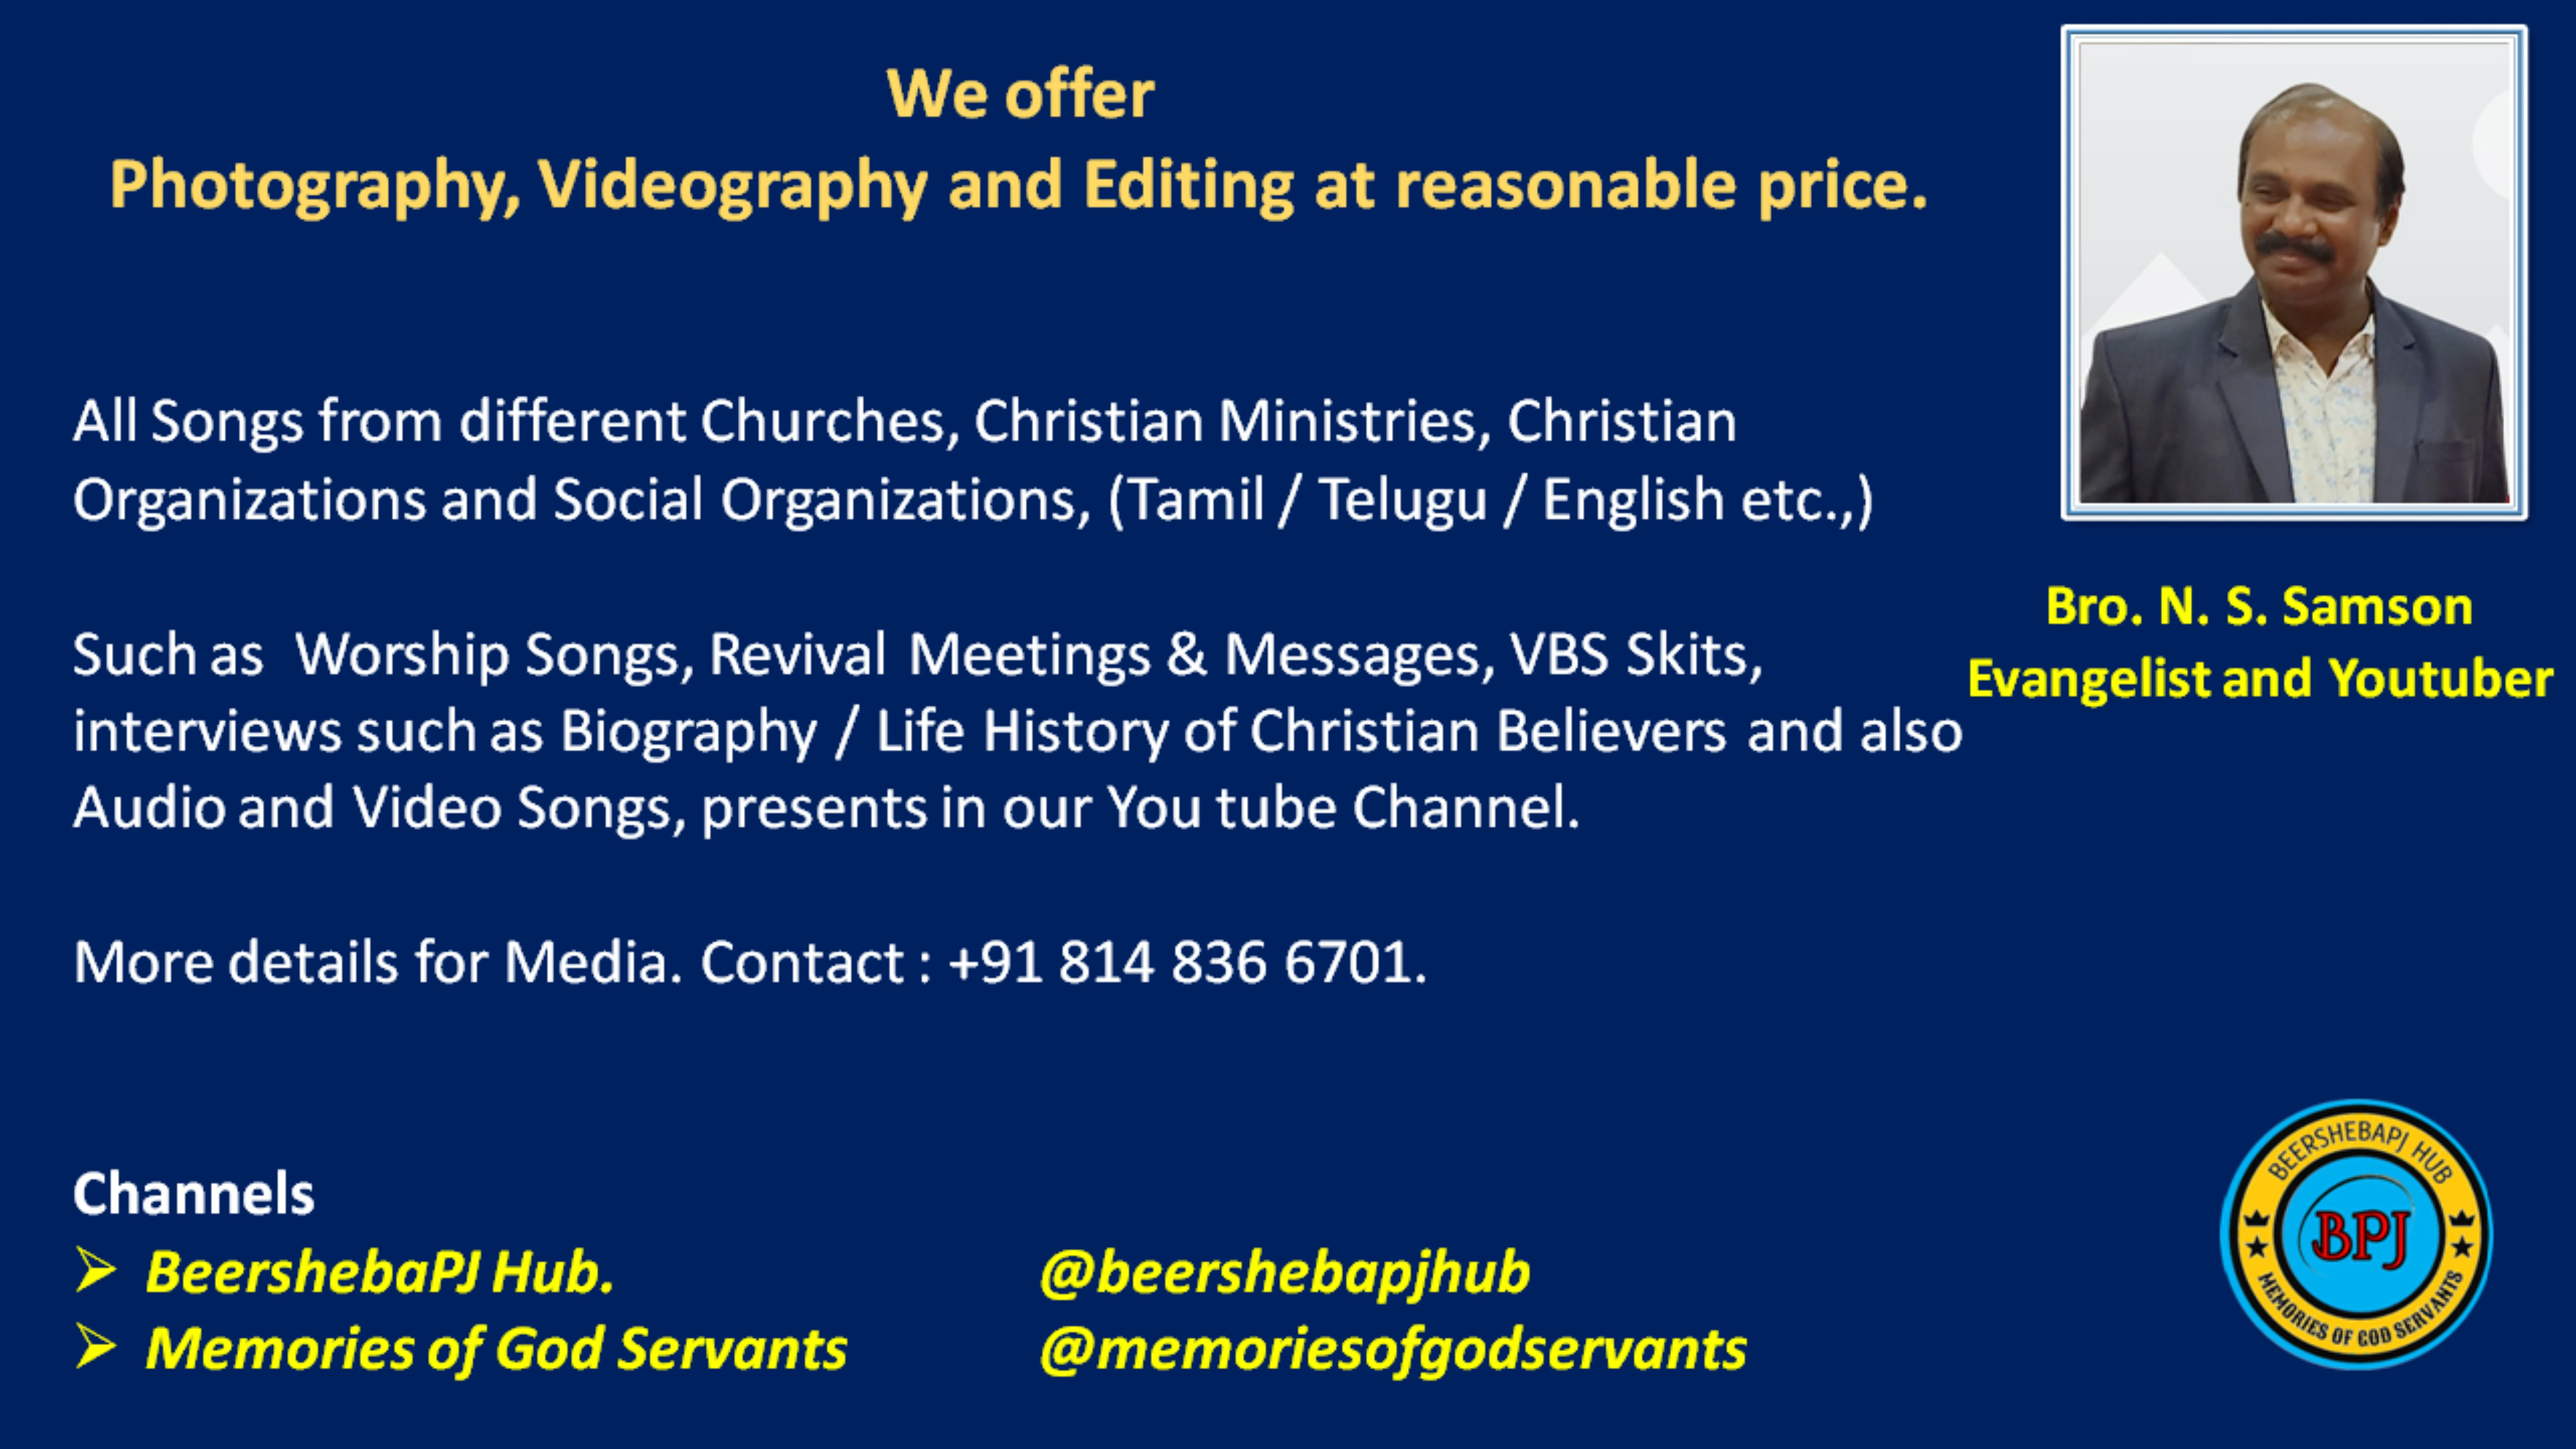 We offer
Photography, Videography and Editing at reasonable price.
All Songs from different Churches, Christian Ministries, Christian
Organizations and Social Organizations, (Tamil / Telugu / English etc.,)
Such as Worship Songs, Revival Meetings & Messages, VBS Skits,
interviews such as Biography / Life History of Christian Believers and also
Audio and Video Songs, presents in our You tube Channel.
More details for Media. Contact : +91 814 836 6701.
Bro. N. S. Samson
Evangelist and Youtuber
Channels
BeershebaPJ Hub. @beershebapjhub
Memories of God Servants @memoriesofgodservants
BEERSHEBAPJ HUB
BPJ
MEMORIES OF GOD SERVANTS